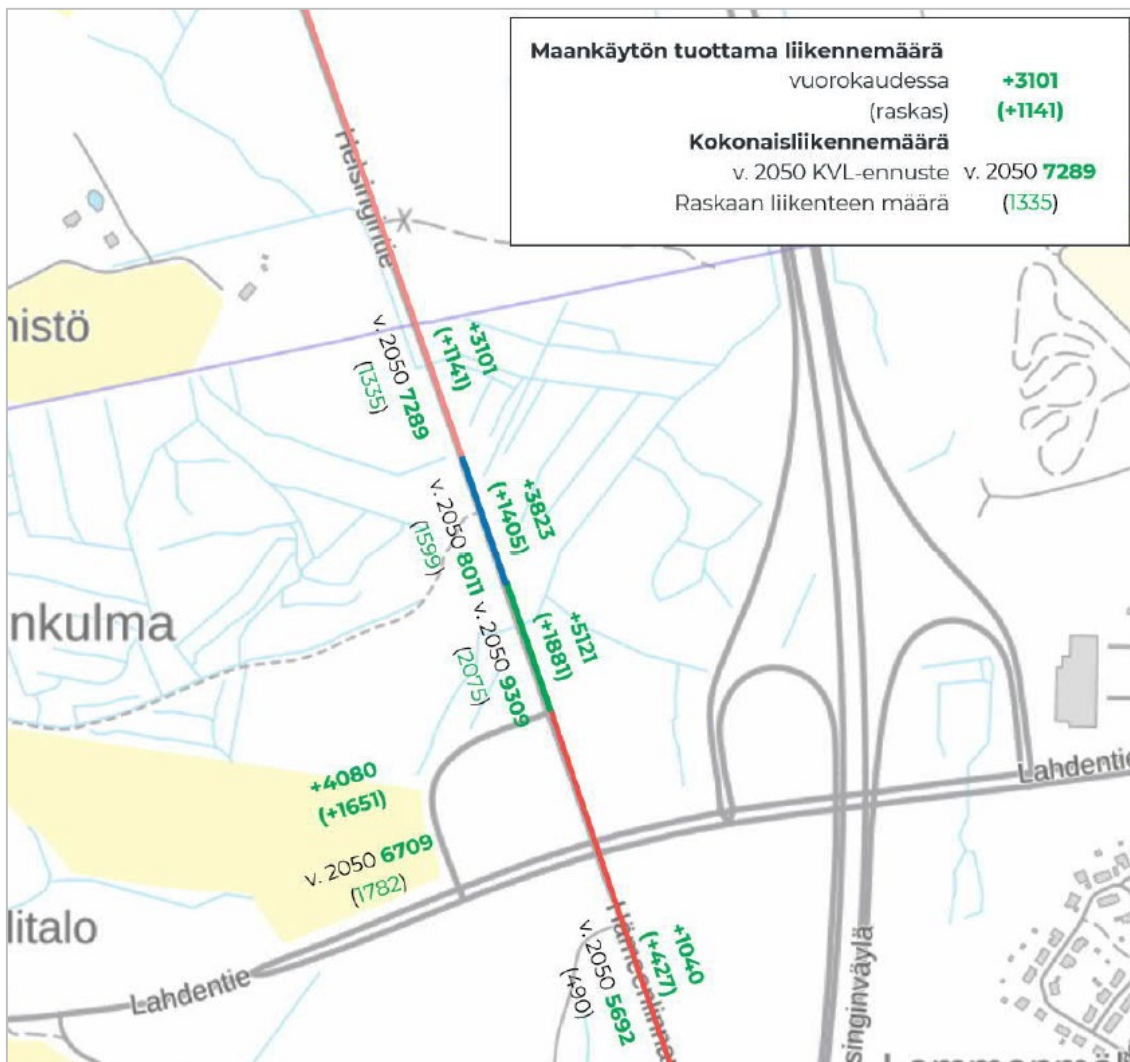 Maankäytön tuottama liikennemäärä
vuorokaudessa +3101
(raskas) (+1141)
Kokonaisliikennemäärä
v. 2050 KVL-ennuste v. 2050 7289
Raskaan liikenteen määrä (1335)
Helsingintie
nistö
+3101
(+1141)
v. 2050 7289
(1335)
+3823
(+1405)
v. 2050 8011
(1599)
+5121
(+1881)
v. 2050 9309
(2075)
nkulma
+4080
(+1651)
v. 2050 6709
(1782)
Lahdentie
litalo
Lahdentie
+1040
(+427)
v. 2050 5692
(490)
Hämeenlinnan
singinväylä